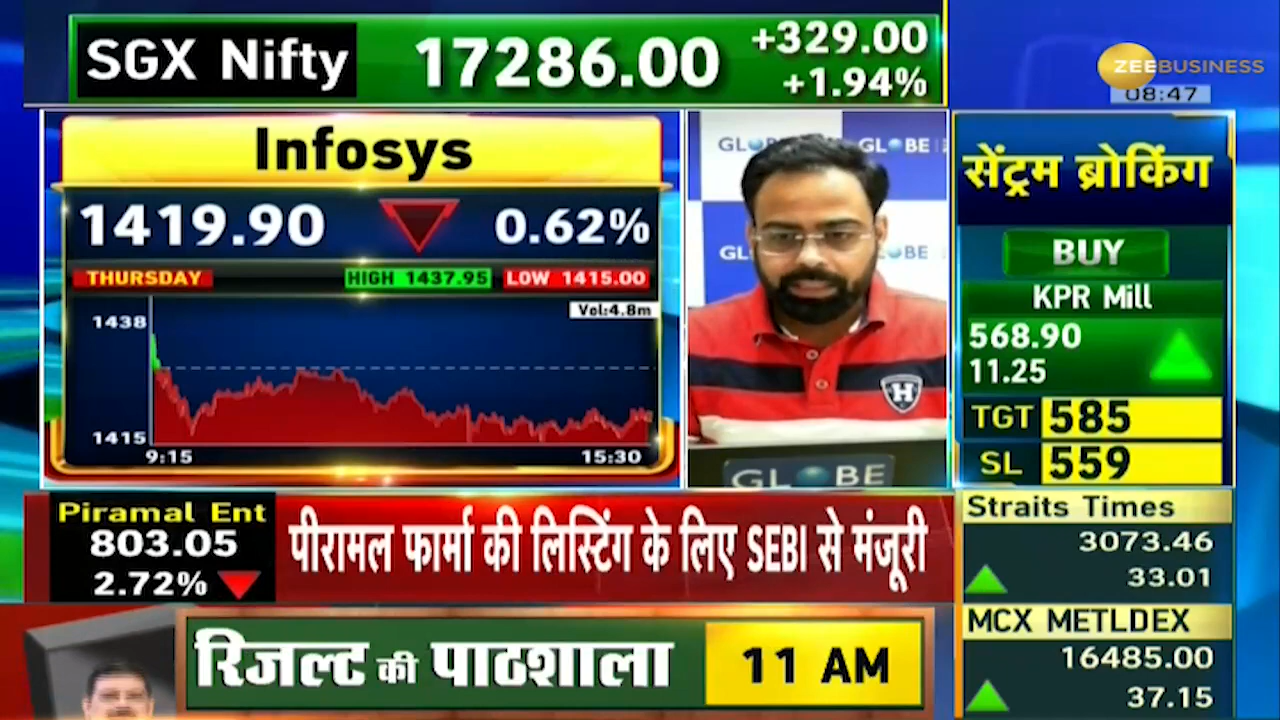 SGX Nifty
17286.00
+329.00
+1.94%
ZEEBUSINESS
08:47
Infosys
1419.90
0.62%
THURSDAY
HIGH 1437.95
LOW 1415.00
Vol:4.8m
1438
1415
9:15
15:30
GLOBE
GLOBE
सेंट्रम ब्रोकिंग
BUY
KPR Mill
568.90
11.25
TGT 585
SL 559
Piramal Ent
803.05
2.72%
पीरामल फार्मा की लिस्टिंग के लिए SEBI से मंजूरी
Straits Times
3073.46
33.01
MCX METLDEX
16485.00
37.15
रिजल्ट की पाठशाला
11 AM